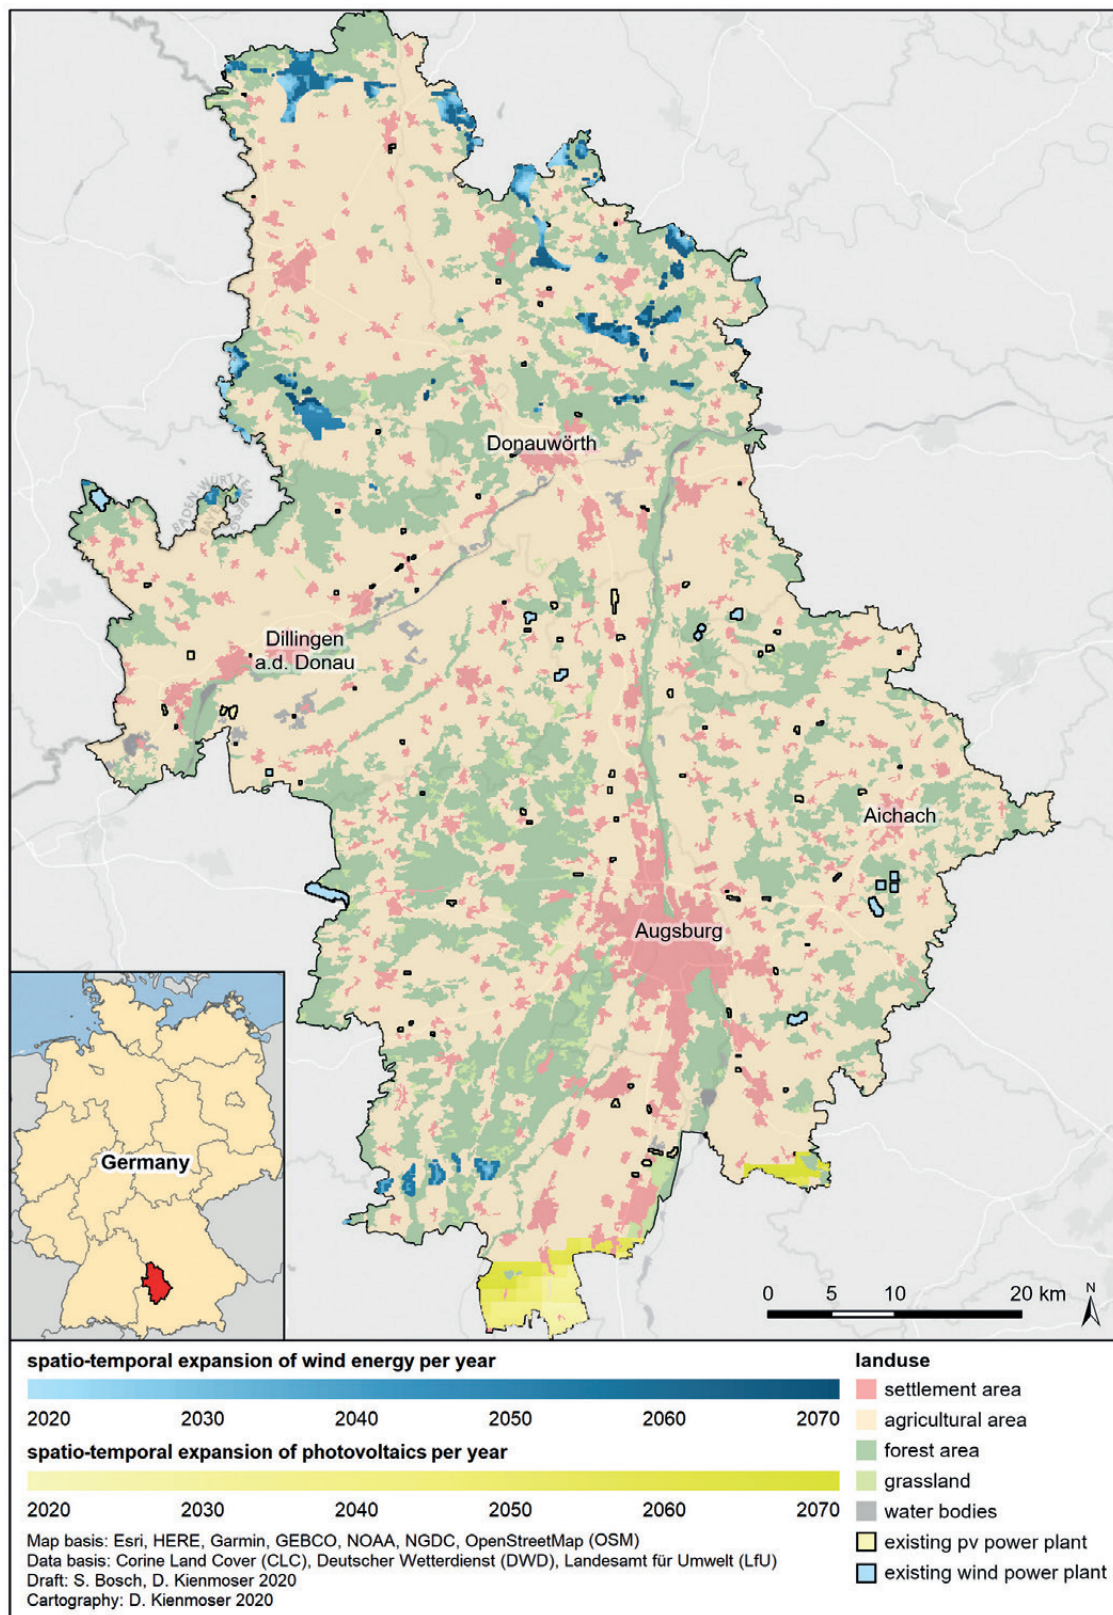 BADEN-WÜRTTEMBERG
Donauwörth
Dillingen
a.d. Donau
Aichach
Augsburg
Germany
N
0 5 10 20 km
spatio-temporal expansion of wind energy per year
2020 2030 2040 2050 2060 2070
spatio-temporal expansion of photovoltaics per year
2020 2030 2040 2050 2060 2070
Map basis: Esri, HERE, Garmin, GEBCO, NOAA, NGDC, OpenStreetMap (OSM)
Data basis: Corine Land Cover (CLC), Deutscher Wetterdienst (DWD), Landesamt für Umwelt (LfU)
Draft: S. Bosch, D. Kienmoser 2020
Cartography: D. Kienmoser 2020
landuse
settlement area
agricultural area
forest area
grassland
water bodies
existing pv power plant
existing wind power plant